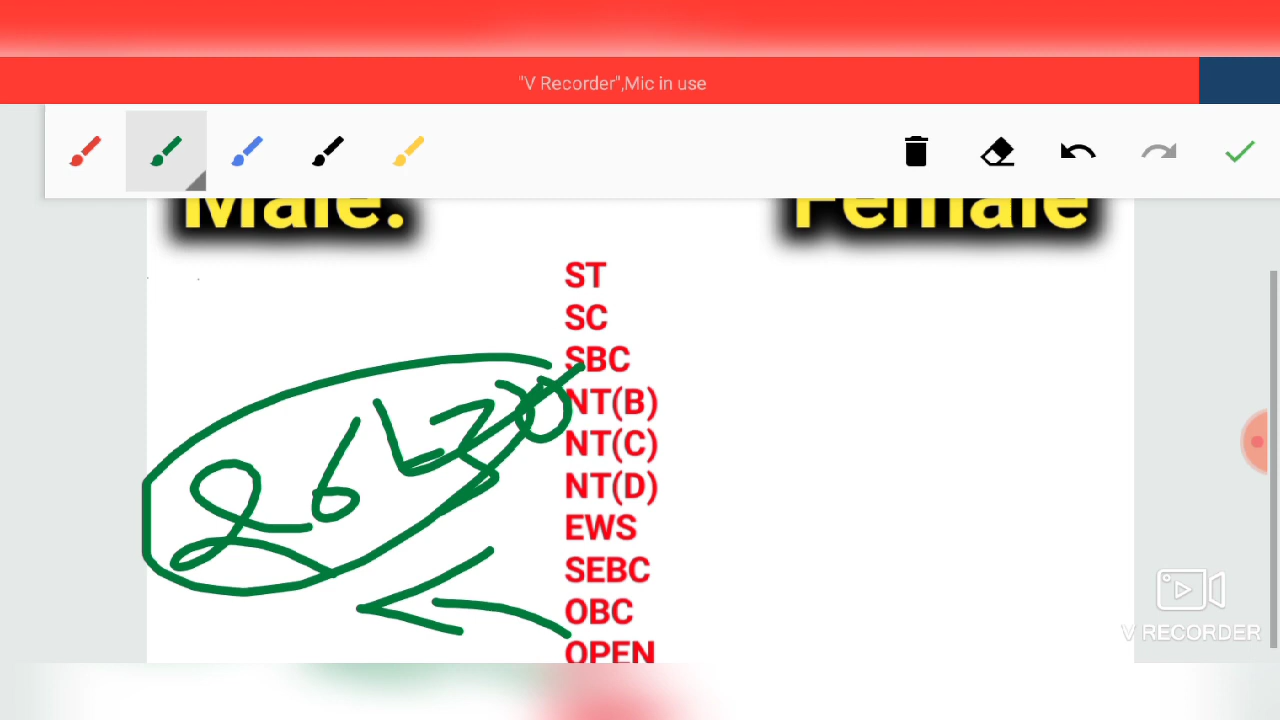 "V Recorder",Mic in use
Male. Female
ST
SC
SBC
NT(B)
NT(C)
NT(D)
EWS
SEBC
OBC
OPEN
V RECORDER